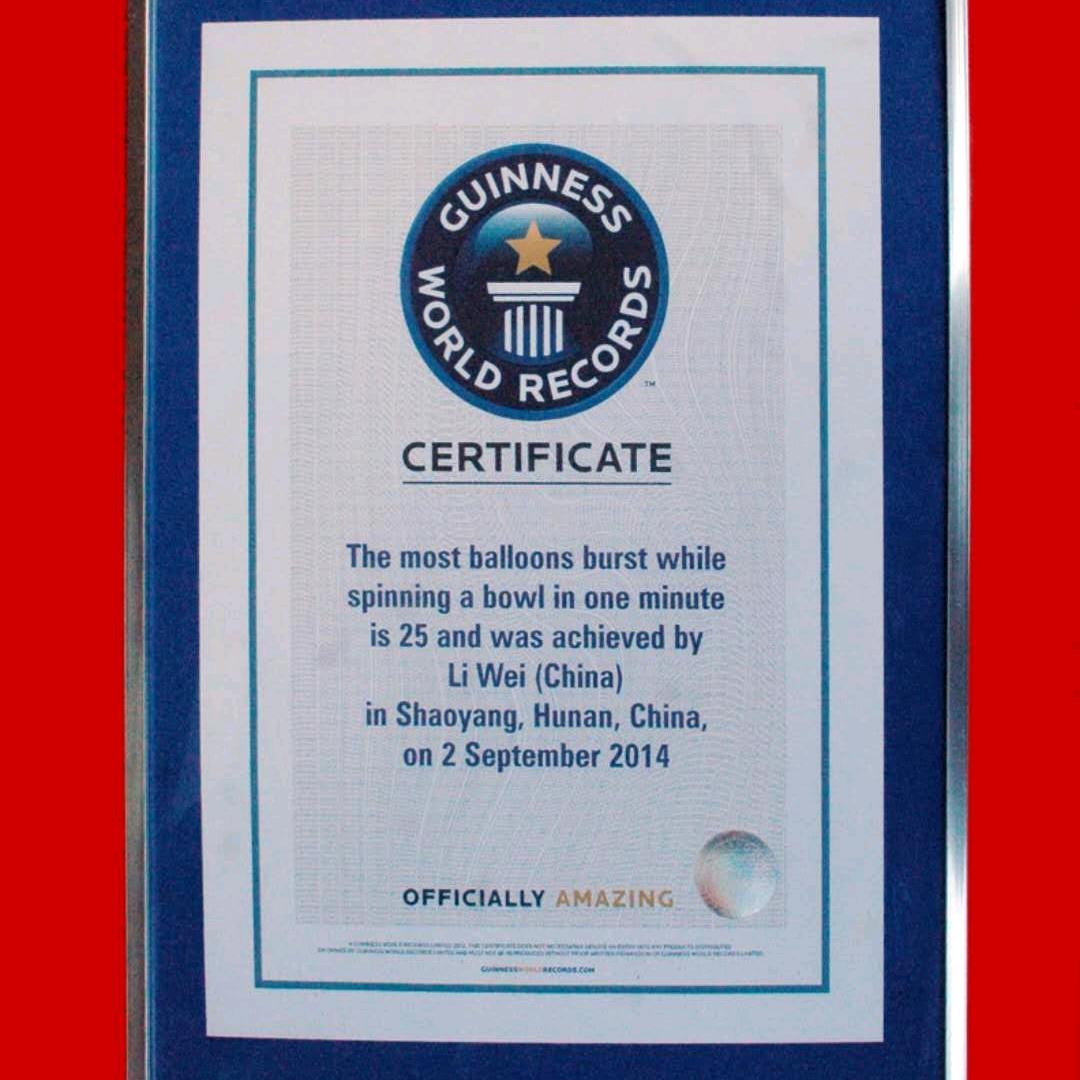 GUINNESS
WORLD RECORDS
TM
CERTIFICATE
The most balloons burst while
spinning a bowl in one minute
is 25 and was achieved by
Li Wei (China)
in Shaoyang, Hunan, China,
on 2 September 2014
OFFICIALLY AMAZING
GUINNESSWORLDRECORDS.COM